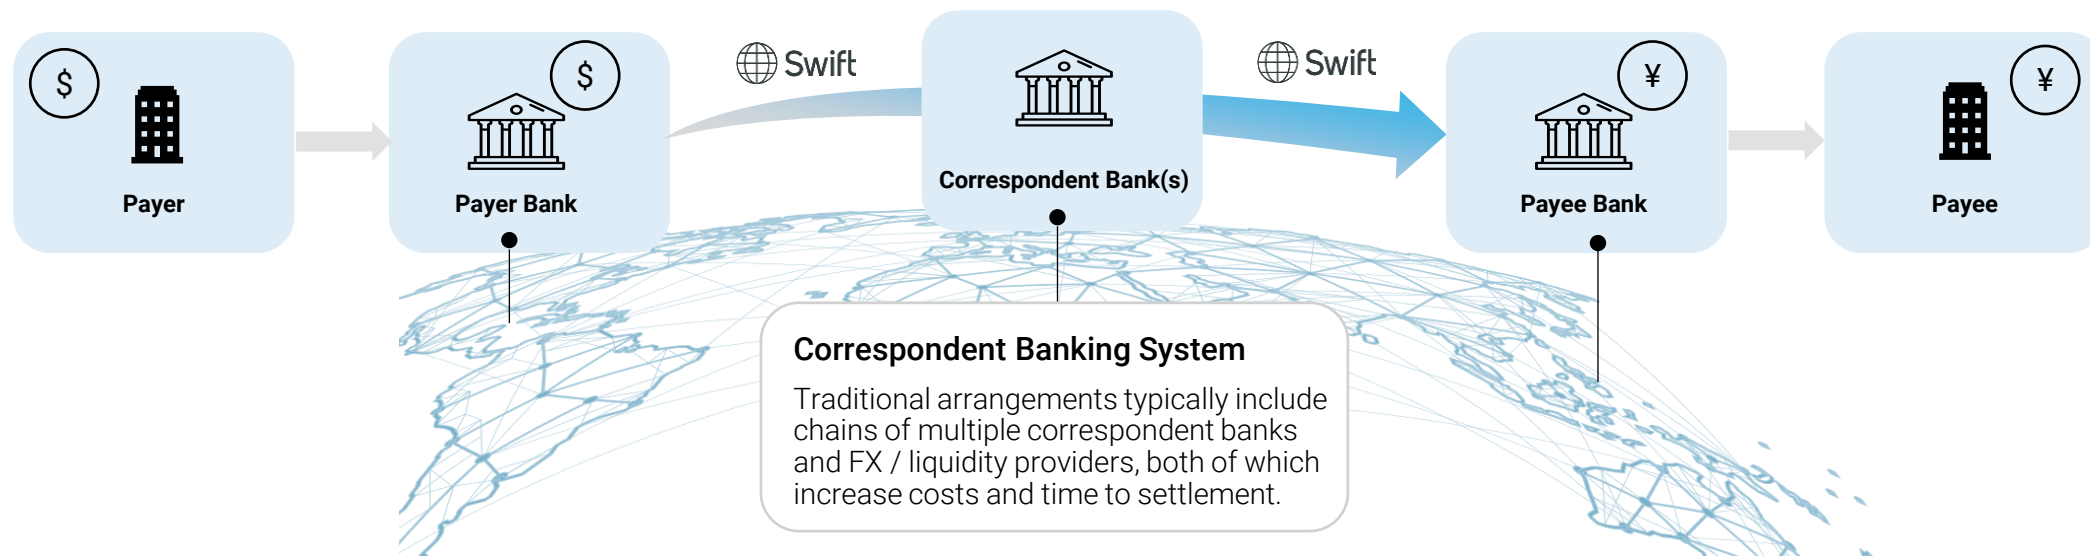 $
Payer
$
Payer Bank
Swift
Correspondent Bank(s)
Swift
¥
Payee Bank
¥
Payee
Correspondent Banking System
Traditional arrangements typically include
chains of multiple correspondent banks
and FX / liquidity providers, both of which
increase costs and time to settlement.